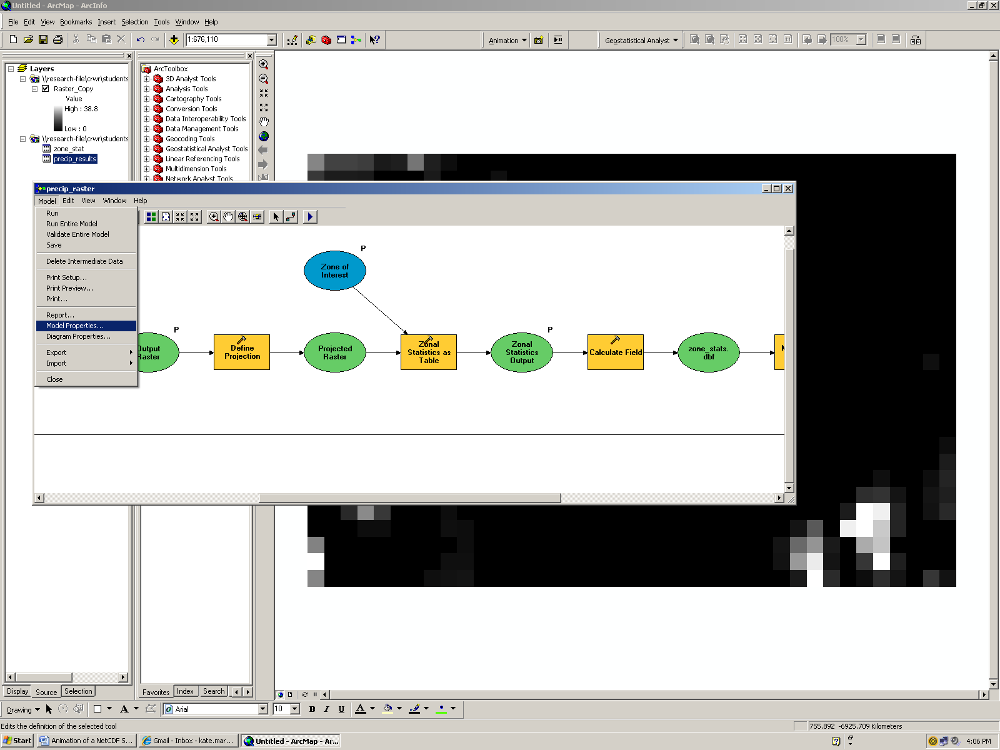 Untitled - ArcMap - ArcInfo
File Edit View Bookmarks Insert Selection Tools Window Help
1:676,110
Animation
Geostatistical Analyst
100%
Layers
\\research-file\crwr\students
Raster_Copy
Value
High : 38.8
Low : 0
\\research-file\crwr\students
zone_stat
precip_results
ArcToolbox
3D Analyst Tools
Analysis Tools
Cartography Tools
Conversion Tools
Data Interoperability Tools
Data Management Tools
Geocoding Tools
Geostatistical Analyst Tools
Linear Referencing Tools
Multidimension Tools
Network Analyst Tools
precip_raster
Model Edit View Window Help
Run
Run Entire Model
Validate Entire Model
Save
Delete Intermediate Data
Print Setup...
Print Preview...
Print...
Report...
Model Properties...
Diagram Properties...
Export
Import
Close
P
Zone of
Interest
P
Output
Raster
Define
Projection
Projected
Raster
Zonal
Statistics as
Table
P
Zonal
Statistics
Output
Calculate Field
zone_stats.
dbf
Display Source Selection
Favorites Index Search
Drawing
A
Arial
10
B I U A
Edits the definition of the selected tool
755.892 -6925.709 Kilometers
Start
Animation of a NetCDF S...
Gmail - Inbox - kate.mar...
Untitled - ArcMap - Ar...
4:06 PM